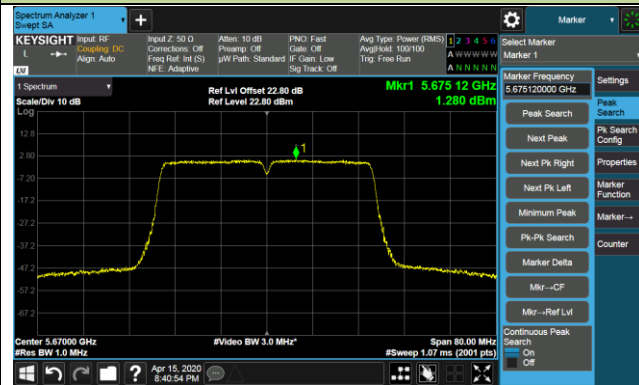 Spectrum Analyzer 1
Swept SA
Marker
KEYSIGHT
Input: RF
Coupling: DC
Align: Auto
Input Z: 50 Ω
Corrections: Off
Freq Ref: Int (S)
NFE: Adaptive
Atten: 10 dB
Preamp: Off
µW Path: Standard
PNO: Fast
Gate: Off
IF Gain: Low
Sig Track: Off
Avg Type: Power (RMS)
Avg|Hold: 100/100
Trig: Free Run
1 2 3 4 5 6
A W W W W W
A N N N N N
L
LXI
Select Marker
Marker 1
1 Spectrum
Scale/Div 10 dB
Ref Lvl Offset 22.80 dB
Ref Level 22.80 dBm
Mkr1 5.675 12 GHz
1.280 dBm
Log
12.8
2.80
-7.20
-17.2
-27.2
-37.2
-47.2
-57.2
-67.2
1
Center 5.67000 GHz
#Res BW 1.0 MHz
#Video BW 3.0 MHz*
Span 80.00 MHz
#Sweep 1.07 ms (2001 pts)
Marker Frequency
5.675120000 GHz
Peak Search
Next Peak
Next Pk Right
Next Pk Left
Minimum Peak
Pk-Pk Search
Marker Delta
Mkr→CF
Mkr→Ref Lvl
Continuous Peak
Search
On
Off
Settings
Peak
Search
Pk Search
Config
Properties
Marker
Function
Marker→
Counter
Apr 15, 2020
8:40:54 PM